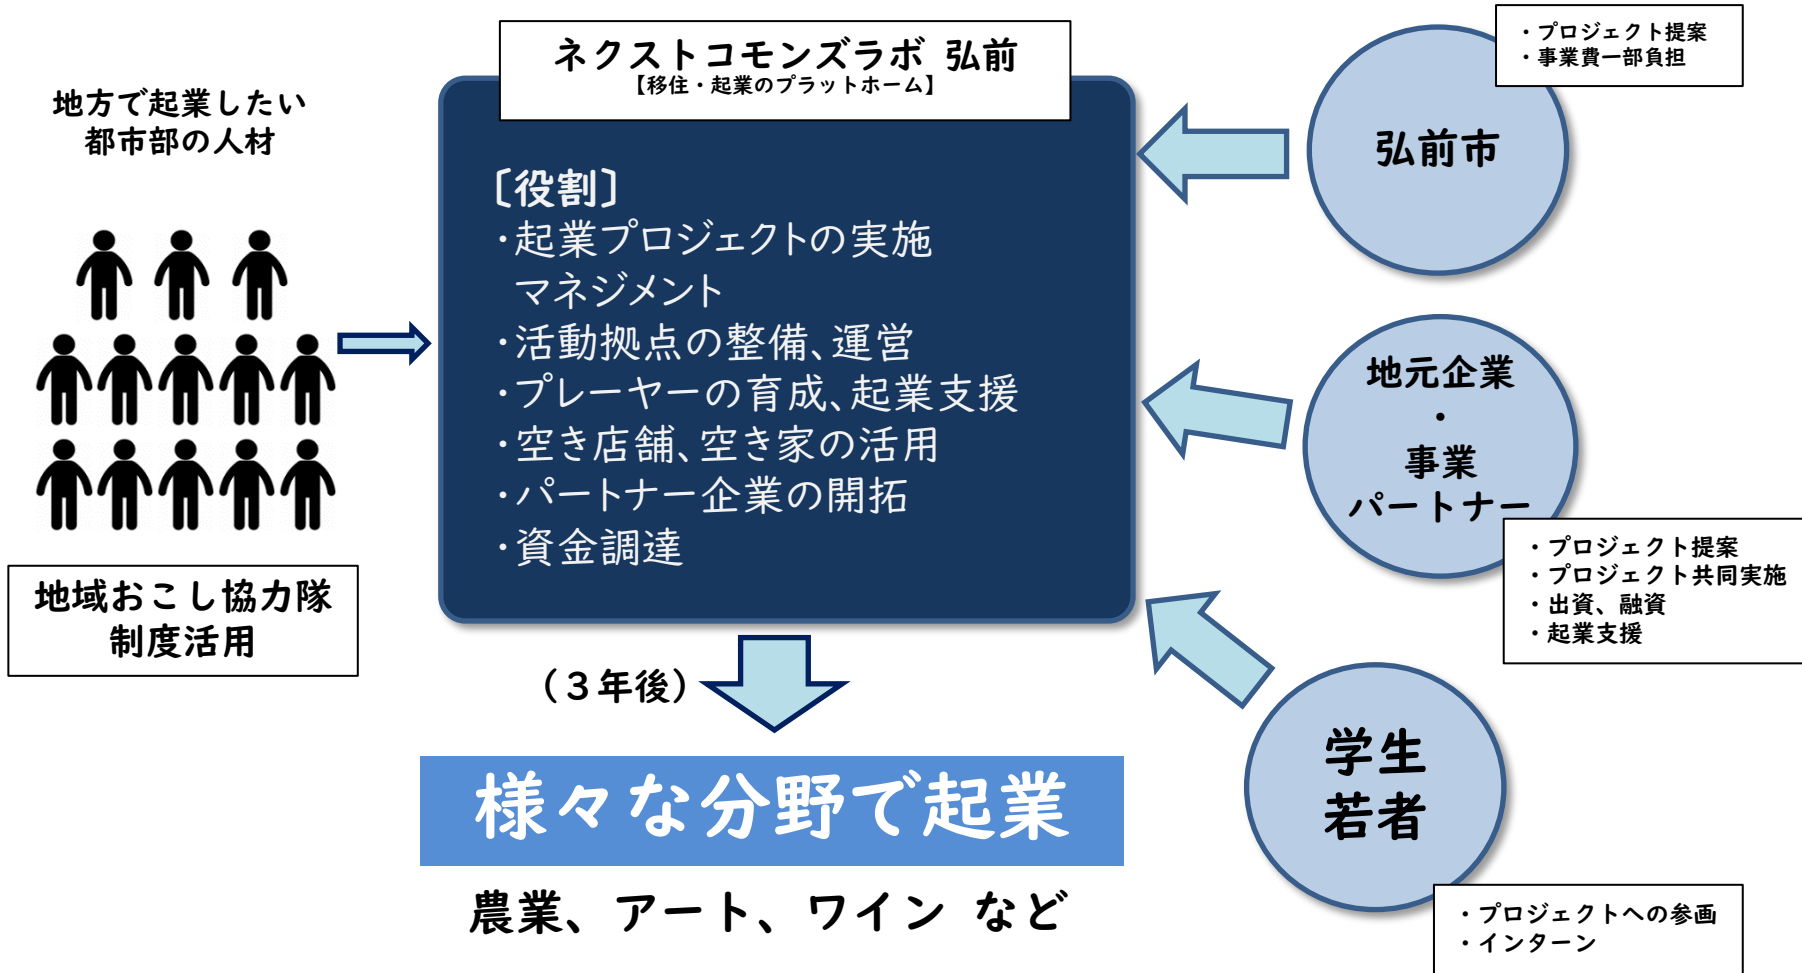 地方で起業したい
都市部の人材
地域おこし協力隊
制度活用
ネクストコモンズラボ 弘前
【移住・起業のプラットホーム】
〔役割〕
・起業プロジェクトの実施
マネジメント
・活動拠点の整備、運営
・プレーヤーの育成、起業支援
・空き店舗、空き家の活用
・パートナー企業の開拓
・資金調達
（３年後）
様々な分野で起業
農業、アート、ワイン など
・プロジェクト提案
・事業費一部負担
弘前市
地元企業
・
事業
パートナー
・プロジェクト提案
・プロジェクト共同実施
・出資、融資
・起業支援
学生
若者
・プロジェクトへの参画
・インターン